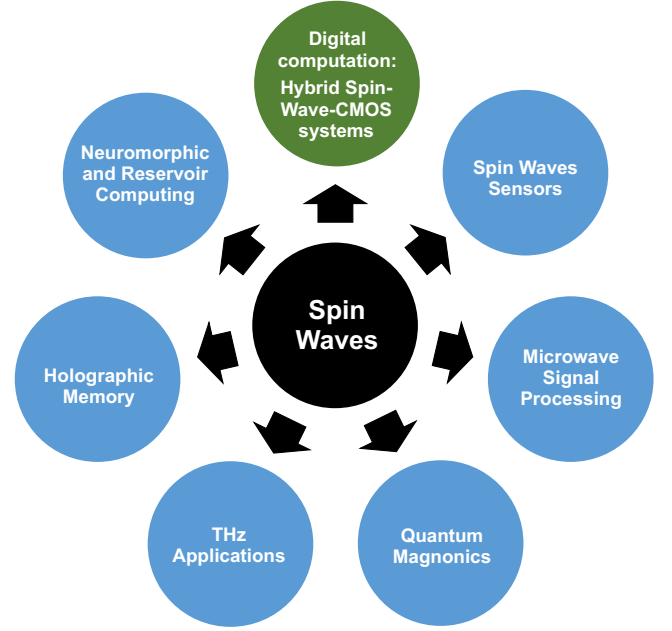 Digital
computation:
Hybrid Spin-
Wave-CMOS
systems
Neuromorphic
and Reservoir
Computing
Spin Waves
Sensors
Spin
Waves
Holographic
Memory
Microwave
Signal
Processing
THz
Applications
Quantum
Magnonics